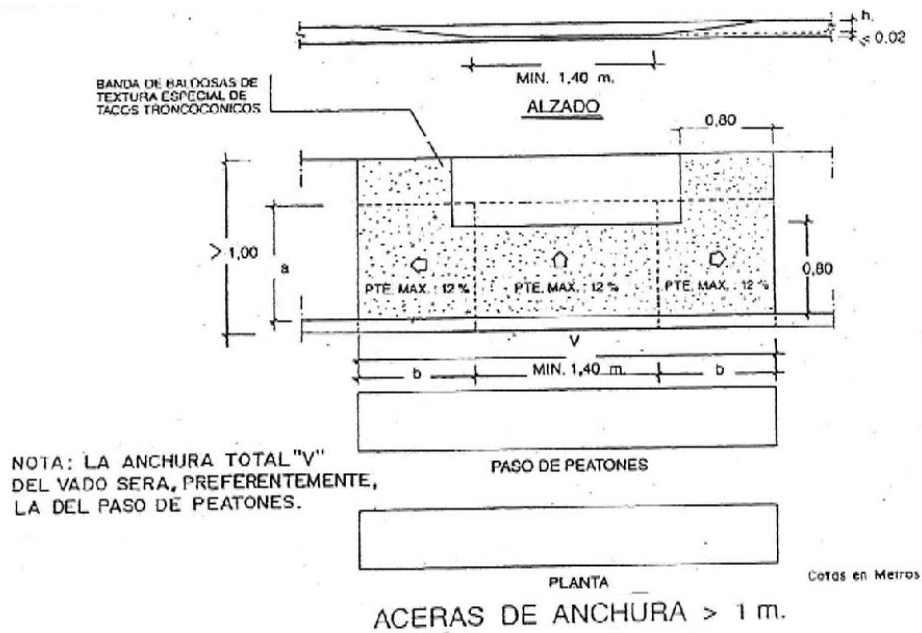 h.
≤ 0.02
MIN. 1,40 m.
ALZADO
BANDA DE BALDOSAS DE
TEXTURA ESPECIAL DE
TACOS TRONCOCONICOS
0,80
> 1,00
a
0,80
PTE. MAX. : 12 %
PTE. MAX. : 12 %
PTE. MAX. : 12 %
V
b
MIN. 1,40 m.
b
PASO DE PEATONES
NOTA: LA ANCHURA TOTAL "V"
DEL VADO SERA, PREFERENTEMENTE,
LA DEL PASO DE PEATONES.
PLANTA
Cotas en Metros
ACERAS DE ANCHURA > 1 m.